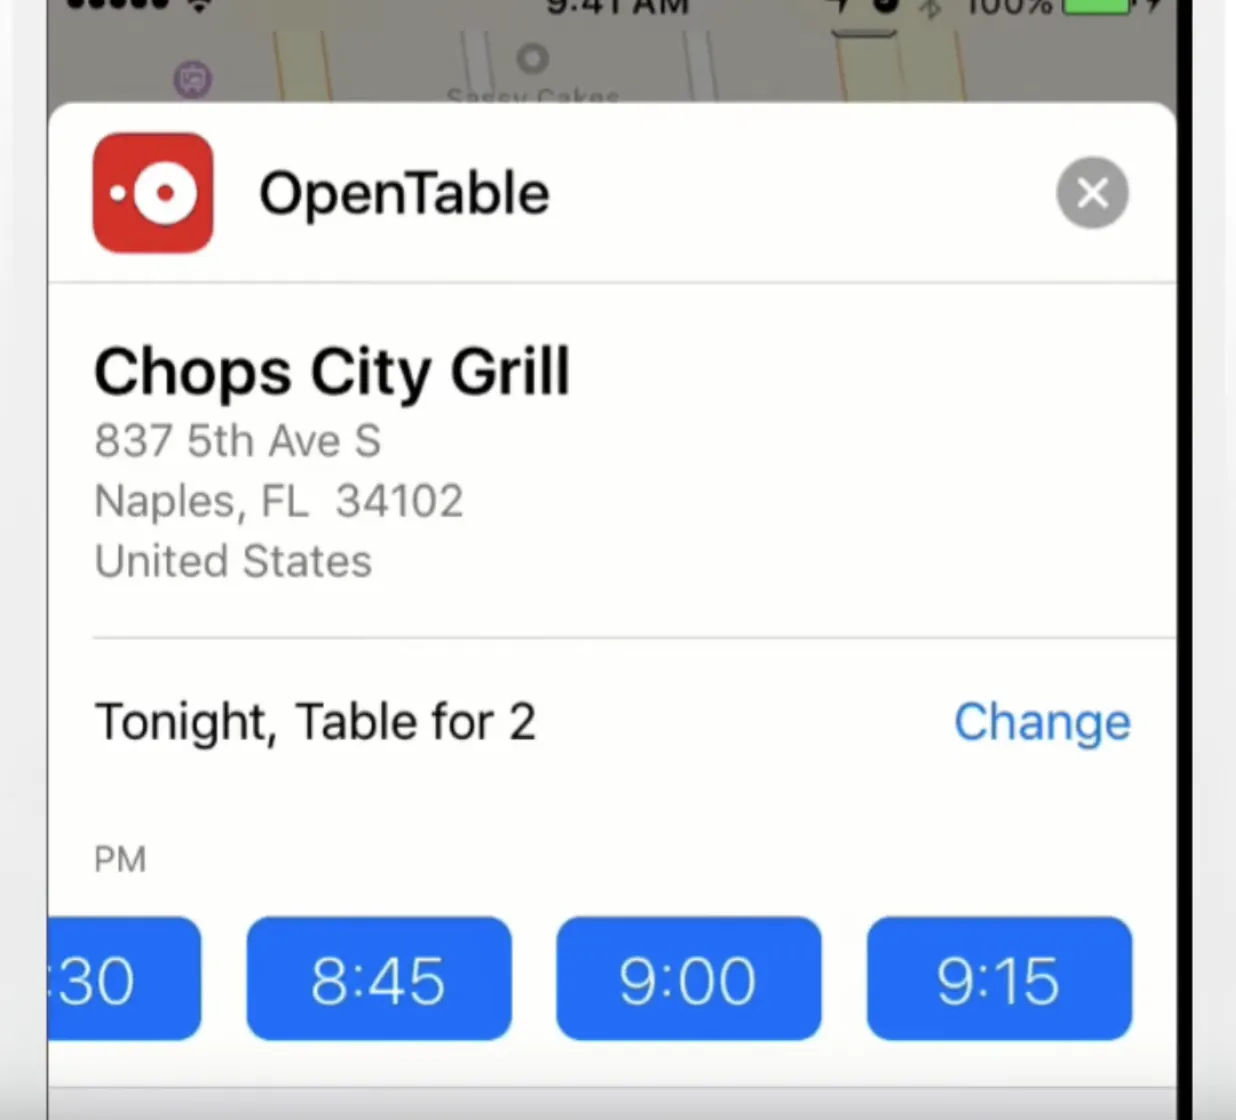 9:41 AM 100%
Sassy Cakes
OpenTable
Chops City Grill
837 5th Ave S
Naples, FL 34102
United States
Tonight, Table for 2
Change
PM
:30 8:45 9:00 9:15